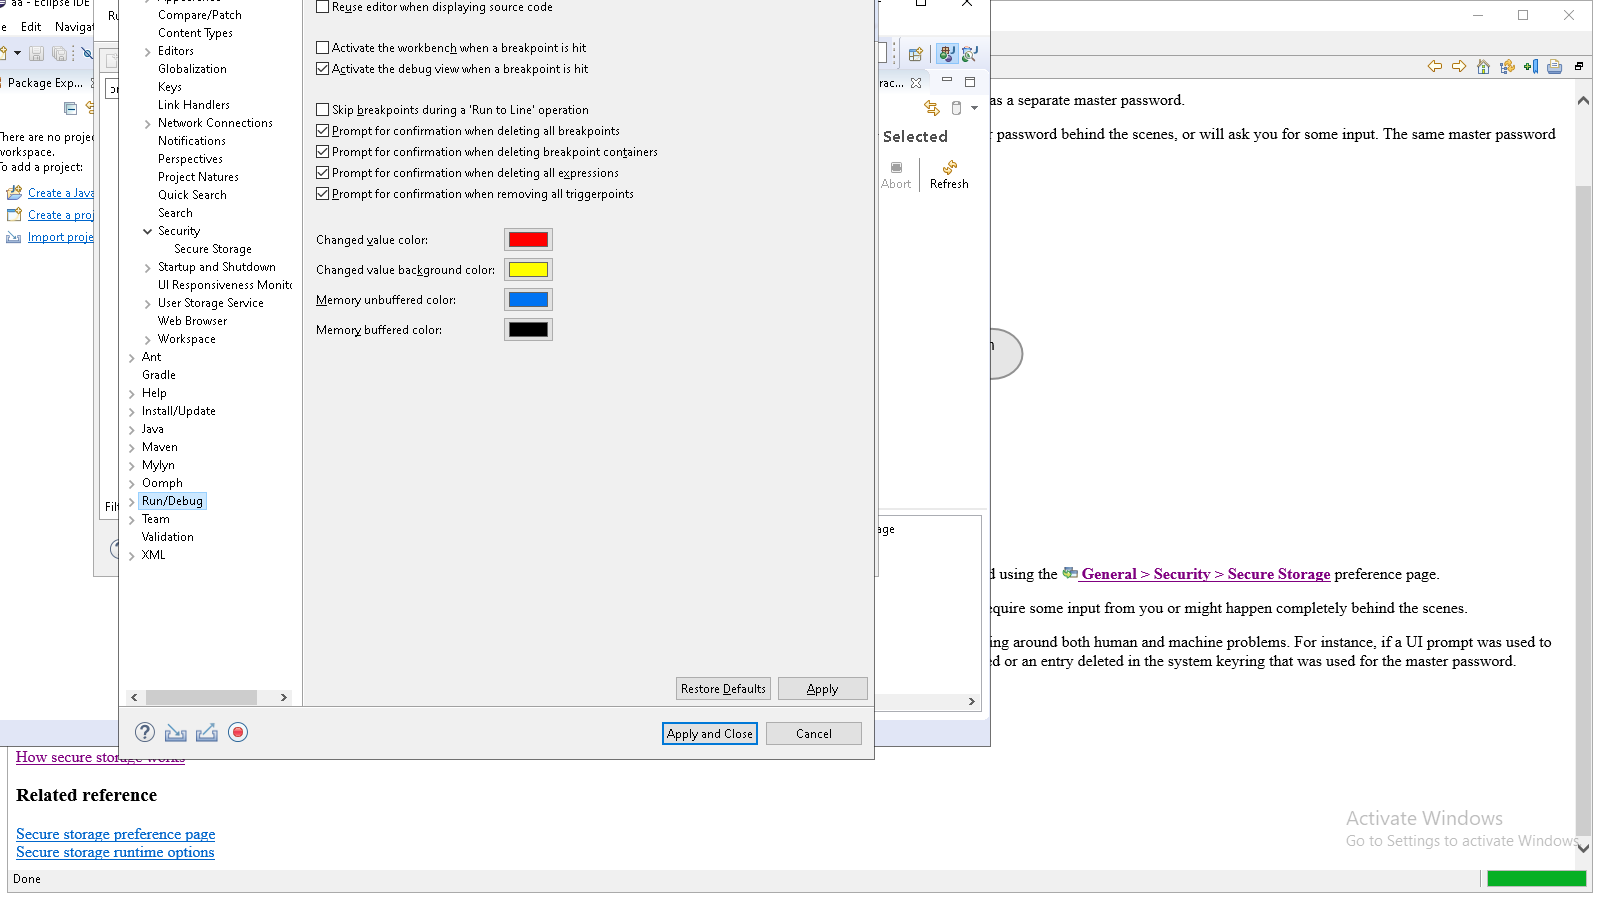 aa - Eclipse IDE
Edit
Navigat
Ru
Package Exp...
There are no projec
workspace.
To add a project:
Create a Java
Create a proj
Import proje
Appearance
Compare/Patch
Content Types
Editors
Globalization
Keys
Link Handlers
Network Connections
Notifications
Perspectives
Project Natures
Quick Search
Search
Security
Secure Storage
Startup and Shutdown
UI Responsiveness Monito
User Storage Service
Web Browser
Workspace
Ant
Gradle
Help
Install/Update
Java
Maven
Mylyn
Oomph
Run/Debug
Team
Validation
XML
Filt
Reuse editor when displaying source code
Activate the workbench when a breakpoint is hit
Activate the debug view when a breakpoint is hit
Skip breakpoints during a 'Run to Line' operation
Prompt for confirmation when deleting all breakpoints
Prompt for confirmation when deleting breakpoint containers
Prompt for confirmation when deleting all expressions
Prompt for confirmation when removing all triggerpoints
Changed value color:
Changed value background color:
Memory unbuffered color:
Memory buffered color:
Restore Defaults
Apply
Apply and Close
Cancel
rac...
Selected
Abort
Refresh
age
as a separate master password.
r password behind the scenes, or will ask you for some input. The same master password
n
d using the General > Security > Secure Storage preference page.
equire some input from you or might happen completely behind the scenes.
ing around both human and machine problems. For instance, if a UI prompt was used to
ed or an entry deleted in the system keyring that was used for the master password.
How secure storage works
Related reference
Secure storage preference page
Secure storage runtime options
Done
Activate Windows
Go to Settings to activate Windows.